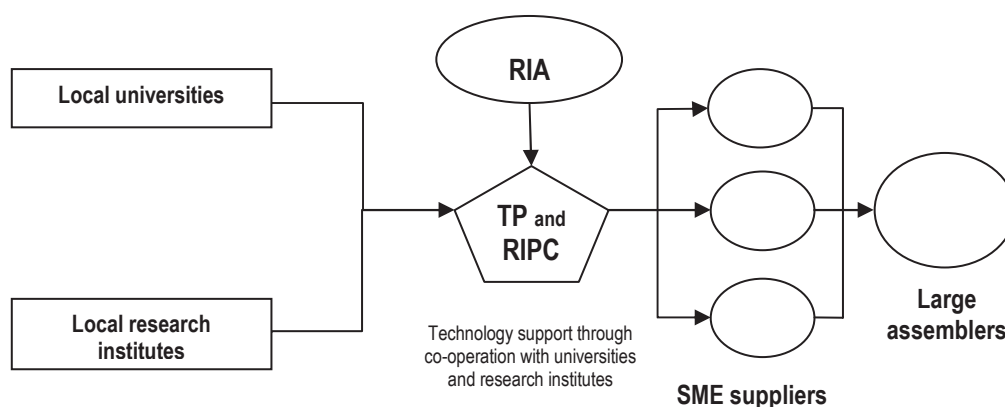 RIA
Local universities
TP and
RIPC
Local research
institutes
Technology support through
co-operation with universities
and research institutes
SME suppliers
Large
assemblers